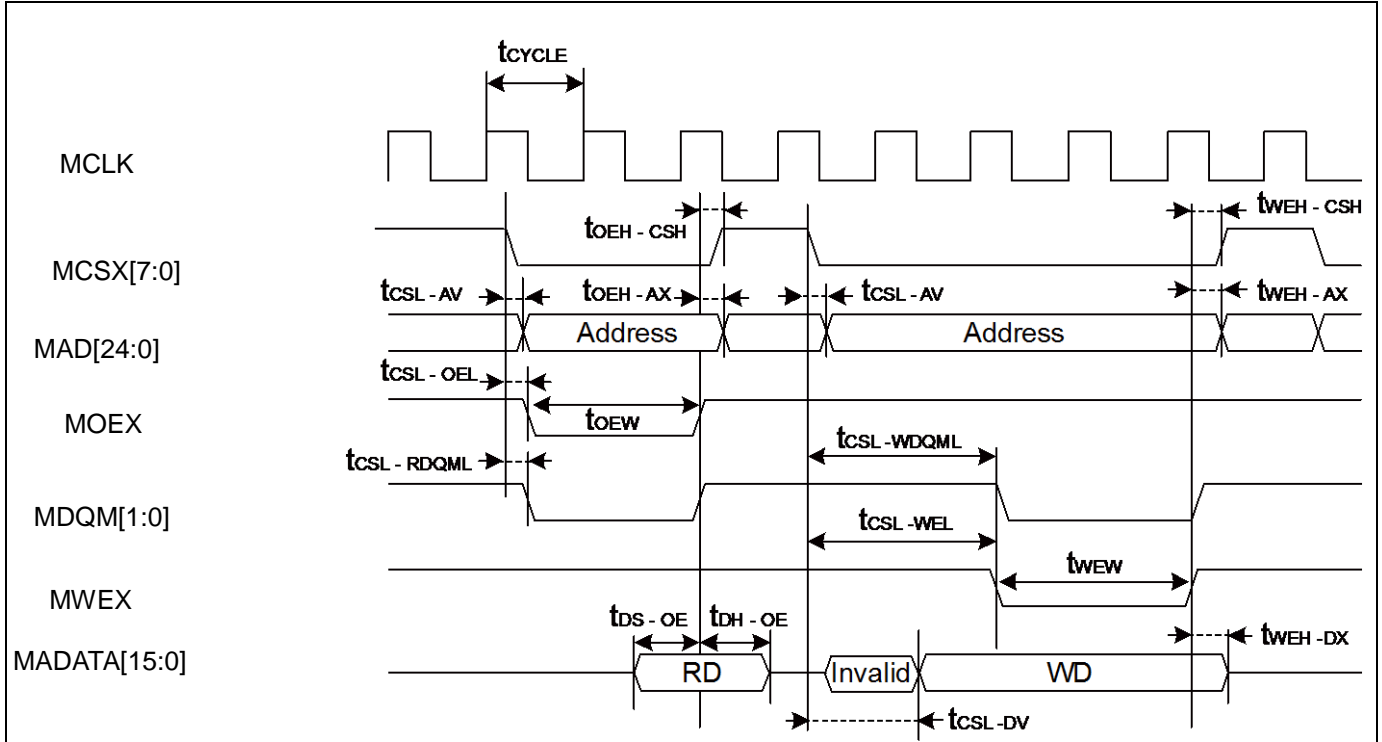 tCYCLE
MCLK
tOEH - CSH
tWEH - CSH
MCSX[7:0]
tCSL - AV
tOEH - AX
tCSL - AV
tWEH - AX
MAD[24:0]
Address
Address
tCSL - OEL
MOEX
tOEW
tCSL -WDQML
tCSL - RDQML
MDQM[1:0]
tCSL -WEL
tWEW
MWEX
tDS - OE
tDH - OE
tWEH -DX
MADATA[15:0]
RD
Invalid
WD
tCSL -DV